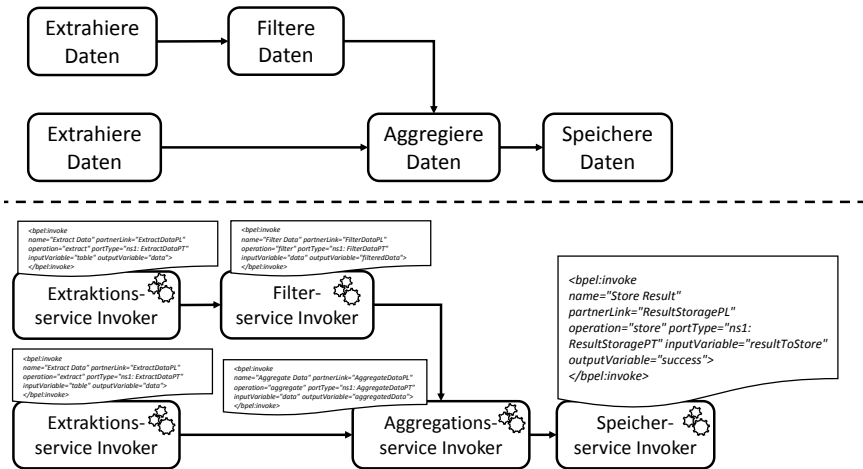 Extrahiere
Daten
Filtere
Daten
Extrahiere
Daten
Aggregiere
Daten
Speichere
Daten
<bpel:invoke
name="Extract Data" partnerLink="ExtractDataPL"
operation="extract" portType="ns1: ExtractDataPT"
inputVariable="table" outputVariable="data">
</bpel:invoke>
Extraktions-
service Invoker
<bpel:invoke
name="Filter Data" partnerLink="FilterDataPL"
operation="filter" portType="ns1: FilterDataPT"
inputVariable="data" outputVariable="filteredData">
</bpel:invoke>
Filter-
service Invoker
<bpel:invoke
name="Store Result"
partnerLink="ResultStoragePL"
operation="store" portType="ns1:
ResultStoragePT" inputVariable="resultToStore"
outputVariable="success">
</bpel:invoke>
<bpel:invoke
name="Extract Data" partnerLink="ExtractDataPL"
operation="extract" portType="ns1: ExtractDataPT"
inputVariable="table" outputVariable="data">
</bpel:invoke>
Extraktions-
service Invoker
<bpel:invoke
name="Aggregate Data" partnerLink="AggregateDataPL"
operation="aggregate" portType="ns1: AggregateDataPT"
inputVariable="data" outputVariable="aggregatedData">
</bpel:invoke>
Aggregations-
service Invoker
Speicher-
service Invoker